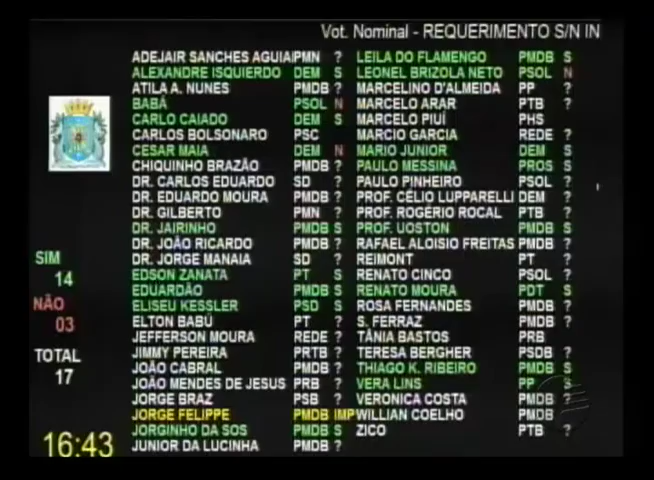 Vot. Nominal - REQUERIMENTO S/N IN
ADEJAIR SANCHES AGUIAI PMN ? LEILA DO FLAMENGO PMDB S
ALEXANDRE ISQUIERDO DEM S LEONEL BRIZOLA NETO PSOL N
ATILA A. NUNES PMDB ? MARCELINO D'ALMEIDA PP ?
BABÁ PSOL N MARCELO ARAR PTB ?
CARLO CAIADO DEM S MARCELO PIUÍ PHS
CARLOS BOLSONARO PSC MARCIO GARCIA REDE ?
CESAR MAIA DEM N MARIO JUNIOR DEM S
CHIQUINHO BRAZÃO PMDB ? PAULO MESSINA PROS S
DR. CARLOS EDUARDO SD ? PAULO PINHEIRO PSOL ?
DR. EDUARDO MOURA PMDB ? PROF. CÉLIO LUPPARELLI DEM ?
DR. GILBERTO PMN ? PROF. ROGÉRIO ROCAL PTB ?
DR. JAIRINHO PMDB S PROF. UOSTON PMDB S
DR. JOÃO RICARDO PMDB ? RAFAEL ALOISIO FREITAS PMDB ?
DR. JORGE MANAIA SD ? REIMONT PT ?
EDSON ZANATA PT S RENATO CINCO PSOL ?
EDUARDÃO PMDB S RENATO MOURA PDT S
ELISEU KESSLER PSD S ROSA FERNANDES PMDB ?
ELTON BABÚ PT ? S. FERRAZ PMDB ?
JEFFERSON MOURA REDE ? TÂNIA BASTOS PRB
JIMMY PEREIRA PRTB ? TERESA BERGHER PSDB ?
JOÃO CABRAL PMDB ? THIAGO K. RIBEIRO PMDB S
JOÃO MENDES DE JESUS PRB ? VERA LINS PP S
JORGE BRAZ PSB ? VERONICA COSTA PMDB ?
JORGE FELIPPE PMDB IMP WILLIAN COELHO PMDB
JORGINHO DA SOS PMDB S ZICO PTB ?
JUNIOR DA LUCINHA PMDB ?
SIM
14
NÃO
03
TOTAL
17
16:43